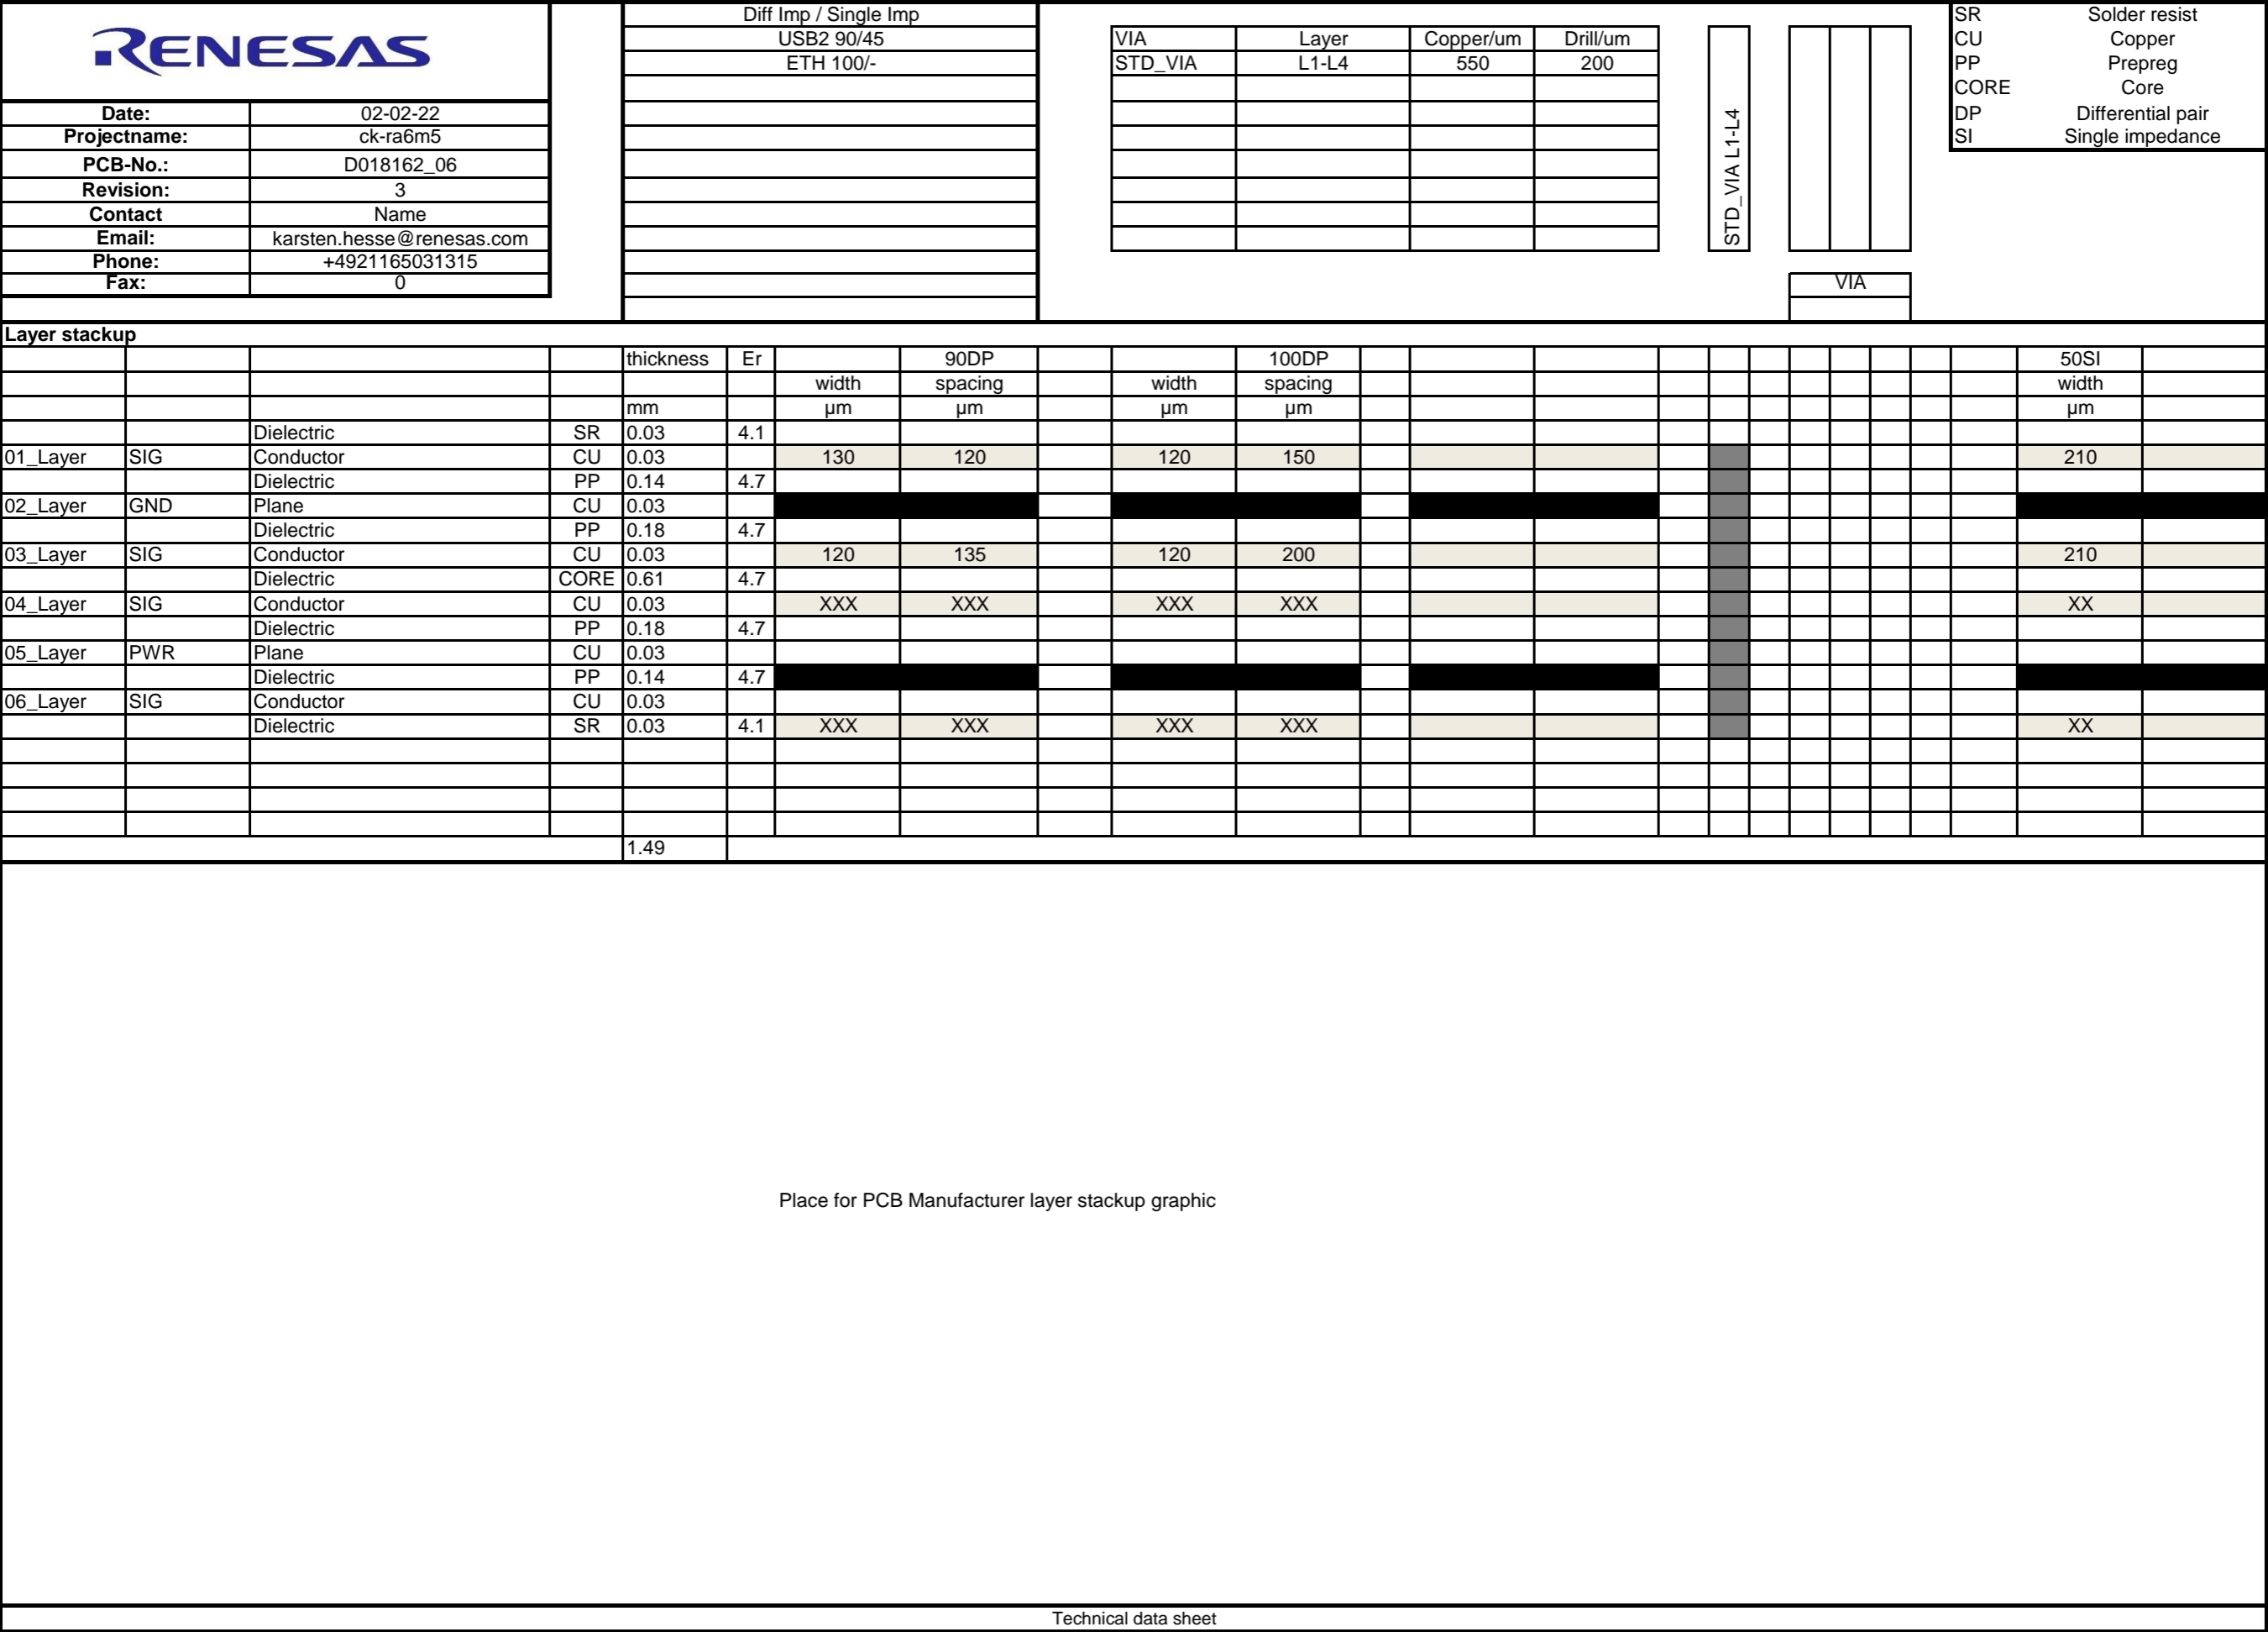 RENESAS
Date: 02-02-22
Projectname: ck-ra6m5
PCB-No.: D018162_06
Revision: 3
Contact Name
Email: karsten.hesse@renesas.com
Phone: +4921165031315
Fax: 0
Diff Imp / Single Imp
USB2 90/45
ETH 100/-
VIA Layer Copper/um Drill/um
STD_VIA L1-L4 550 200
STD_VIA L1-L4
VIA
SR Solder resist
CU Copper
PP Prepreg
CORE Core
DP Differential pair
SI Single impedance
Layer stackup
thickness Er 90DP 100DP 50SI
width spacing width spacing width
mm µm µm µm µm µm
Dielectric SR 0.03 4.1
01_Layer SIG Conductor CU 0.03 130 120 120 150 210
Dielectric PP 0.14 4.7
02_Layer GND Plane CU 0.03
Dielectric PP 0.18 4.7
03_Layer SIG Conductor CU 0.03 120 135 120 200 210
Dielectric CORE 0.61 4.7
04_Layer SIG Conductor CU 0.03 XXX XXX XXX XXX XX
Dielectric PP 0.18 4.7
05_Layer PWR Plane CU 0.03
Dielectric PP 0.14 4.7
06_Layer SIG Conductor CU 0.03
Dielectric SR 0.03 4.1 XXX XXX XXX XXX XX
1.49
Place for PCB Manufacturer layer stackup graphic
Technical data sheet